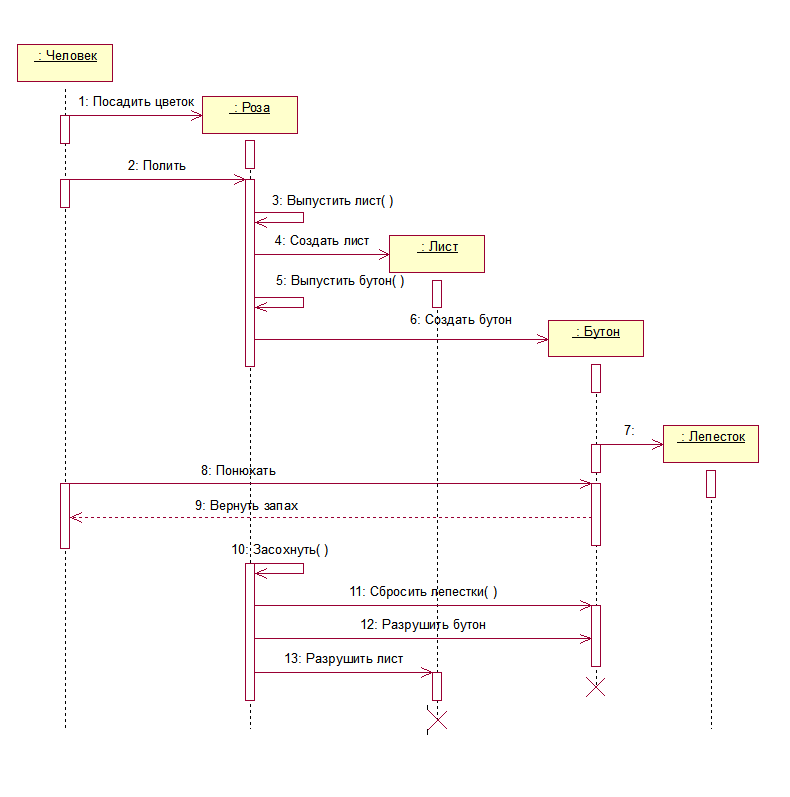 : Человек
1: Посадить цветок
: Роза
2: Полить
3: Выпустить лист( )
4: Создать лист
: Лист
5: Выпустить бутон( )
6: Создать бутон
: Бутон
7:
: Лепесток
8: Понюхать
9: Вернуть запах
10: Засохнуть( )
11: Сбросить лепестки( )
12: Разрушить бутон
13: Разрушить лист